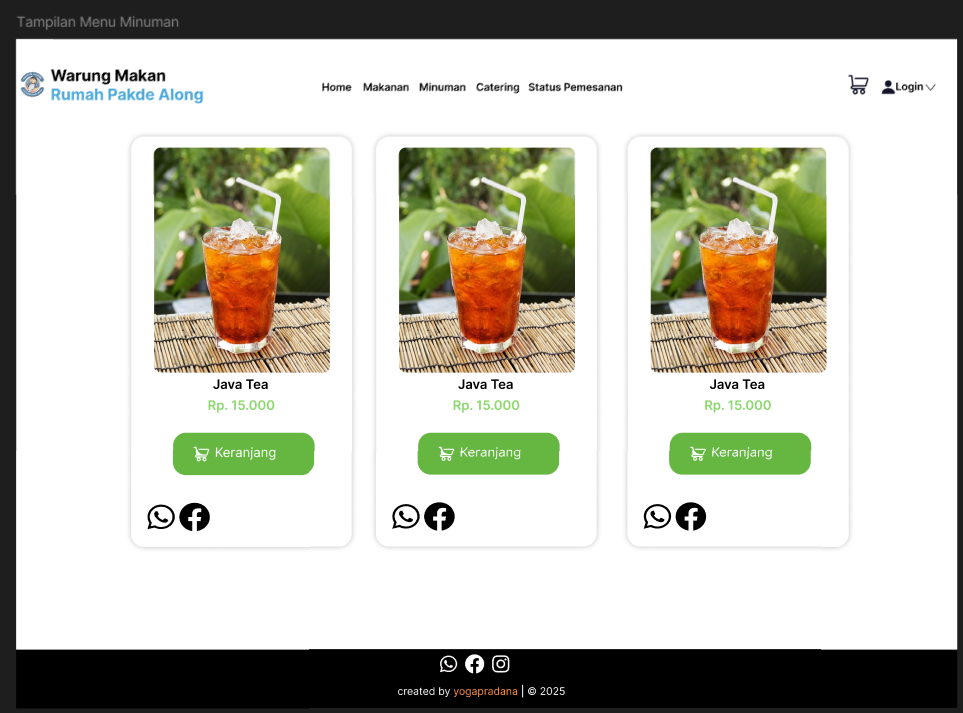 Tampilan Menu Minuman
Warung Makan
Rumah Pakde Along
Home Makanan Minuman Catering Status Pemesanan
Login
Java Tea
Rp. 15.000
Keranjang
Java Tea
Rp. 15.000
Keranjang
Java Tea
Rp. 15.000
Keranjang
created by yogapradana | © 2025